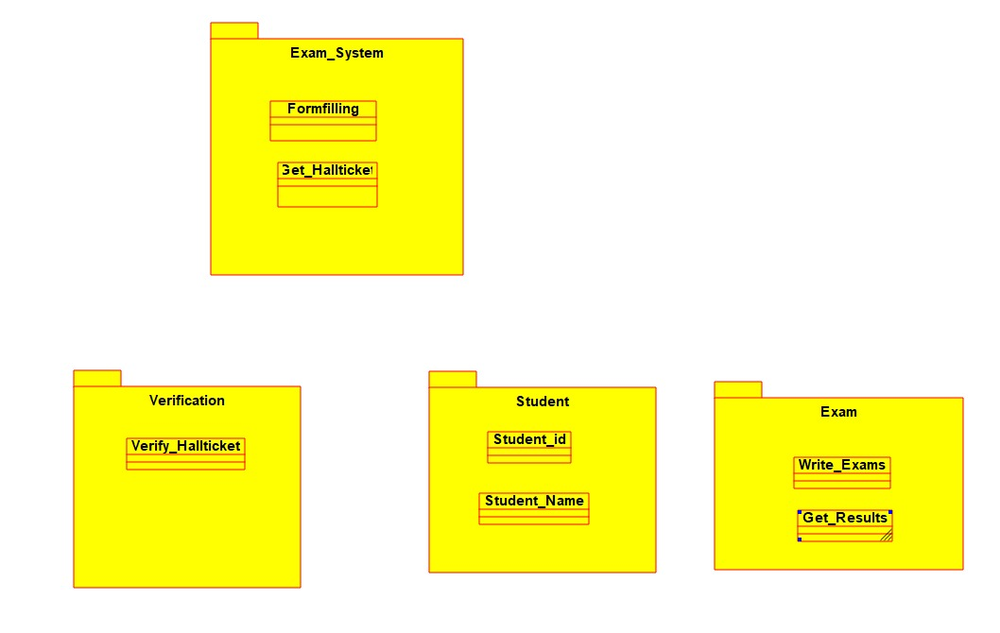 Exam_System
Formfilling
Get_Hallticket
Verification
Verify_Hallticket
Student
Student_id
Student_Name
Exam
Write_Exams
Get_Results